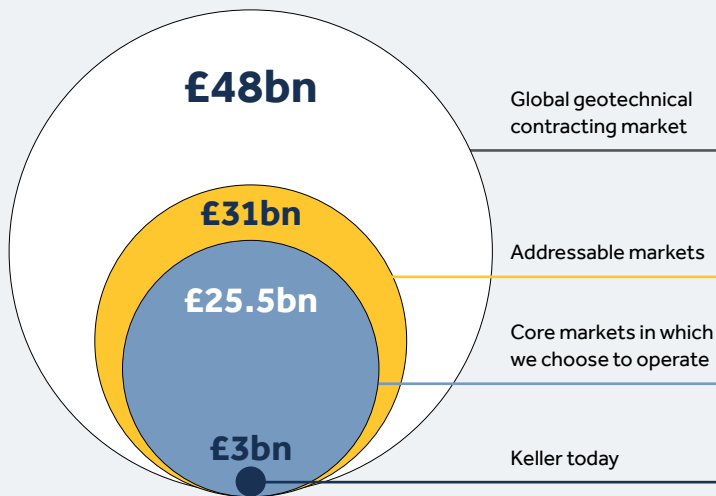 £48bn
Global geotechnical
contracting market
£31bn
Addressable markets
£25.5bn
Core markets in which
we choose to operate
£3bn
Keller today